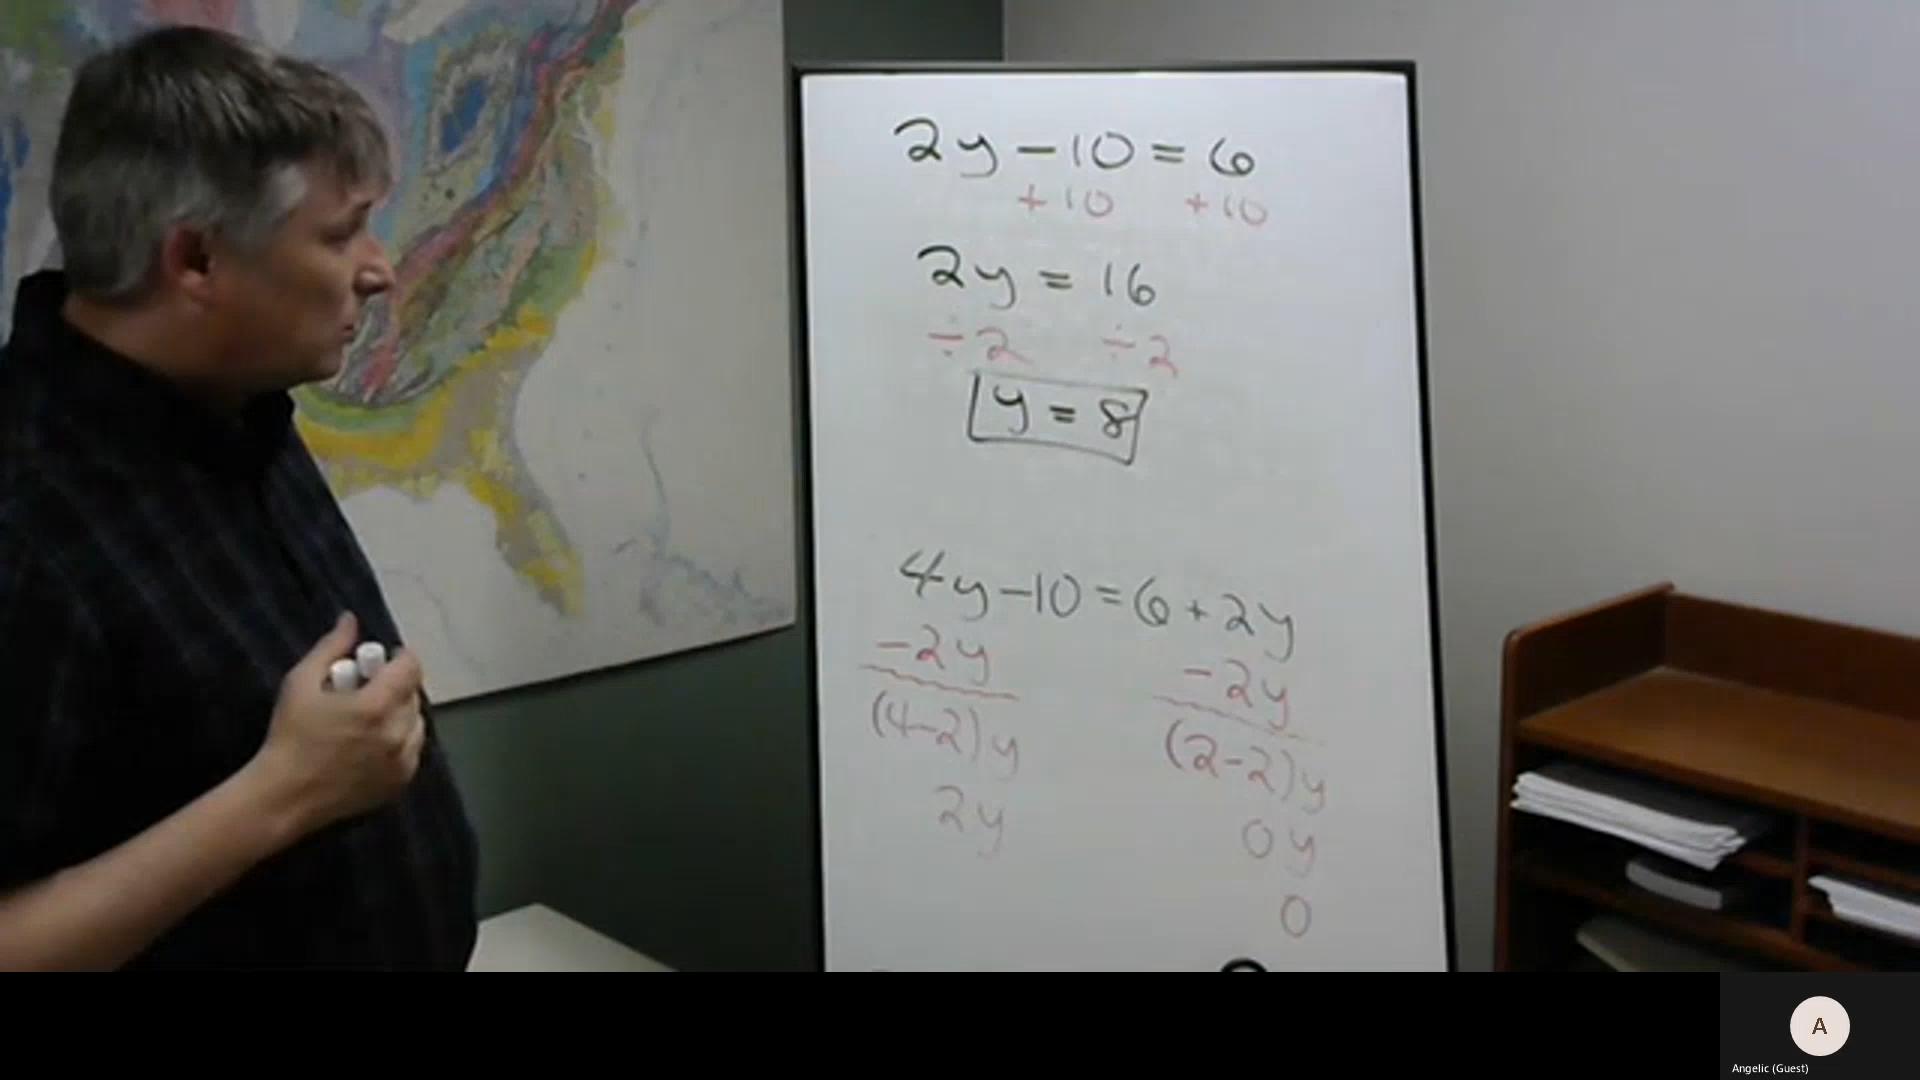 2y - 10 = 6
+10 +10
2y = 16
÷2 ÷2
y = 8
4y - 10 = 6 + 2y
-2y -2y
(4-2)y (2-2)y
2y 0y
0
A
Angelic (Guest)